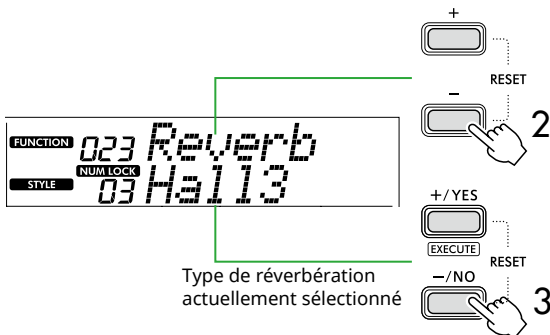 +
RESET
−
2
FUNCTION 023 Reverb
NUM LOCK
STYLE 03 Hall3
+/YES
EXECUTE
RESET
−/NO
3
Type de réverbération
actuellement sélectionné